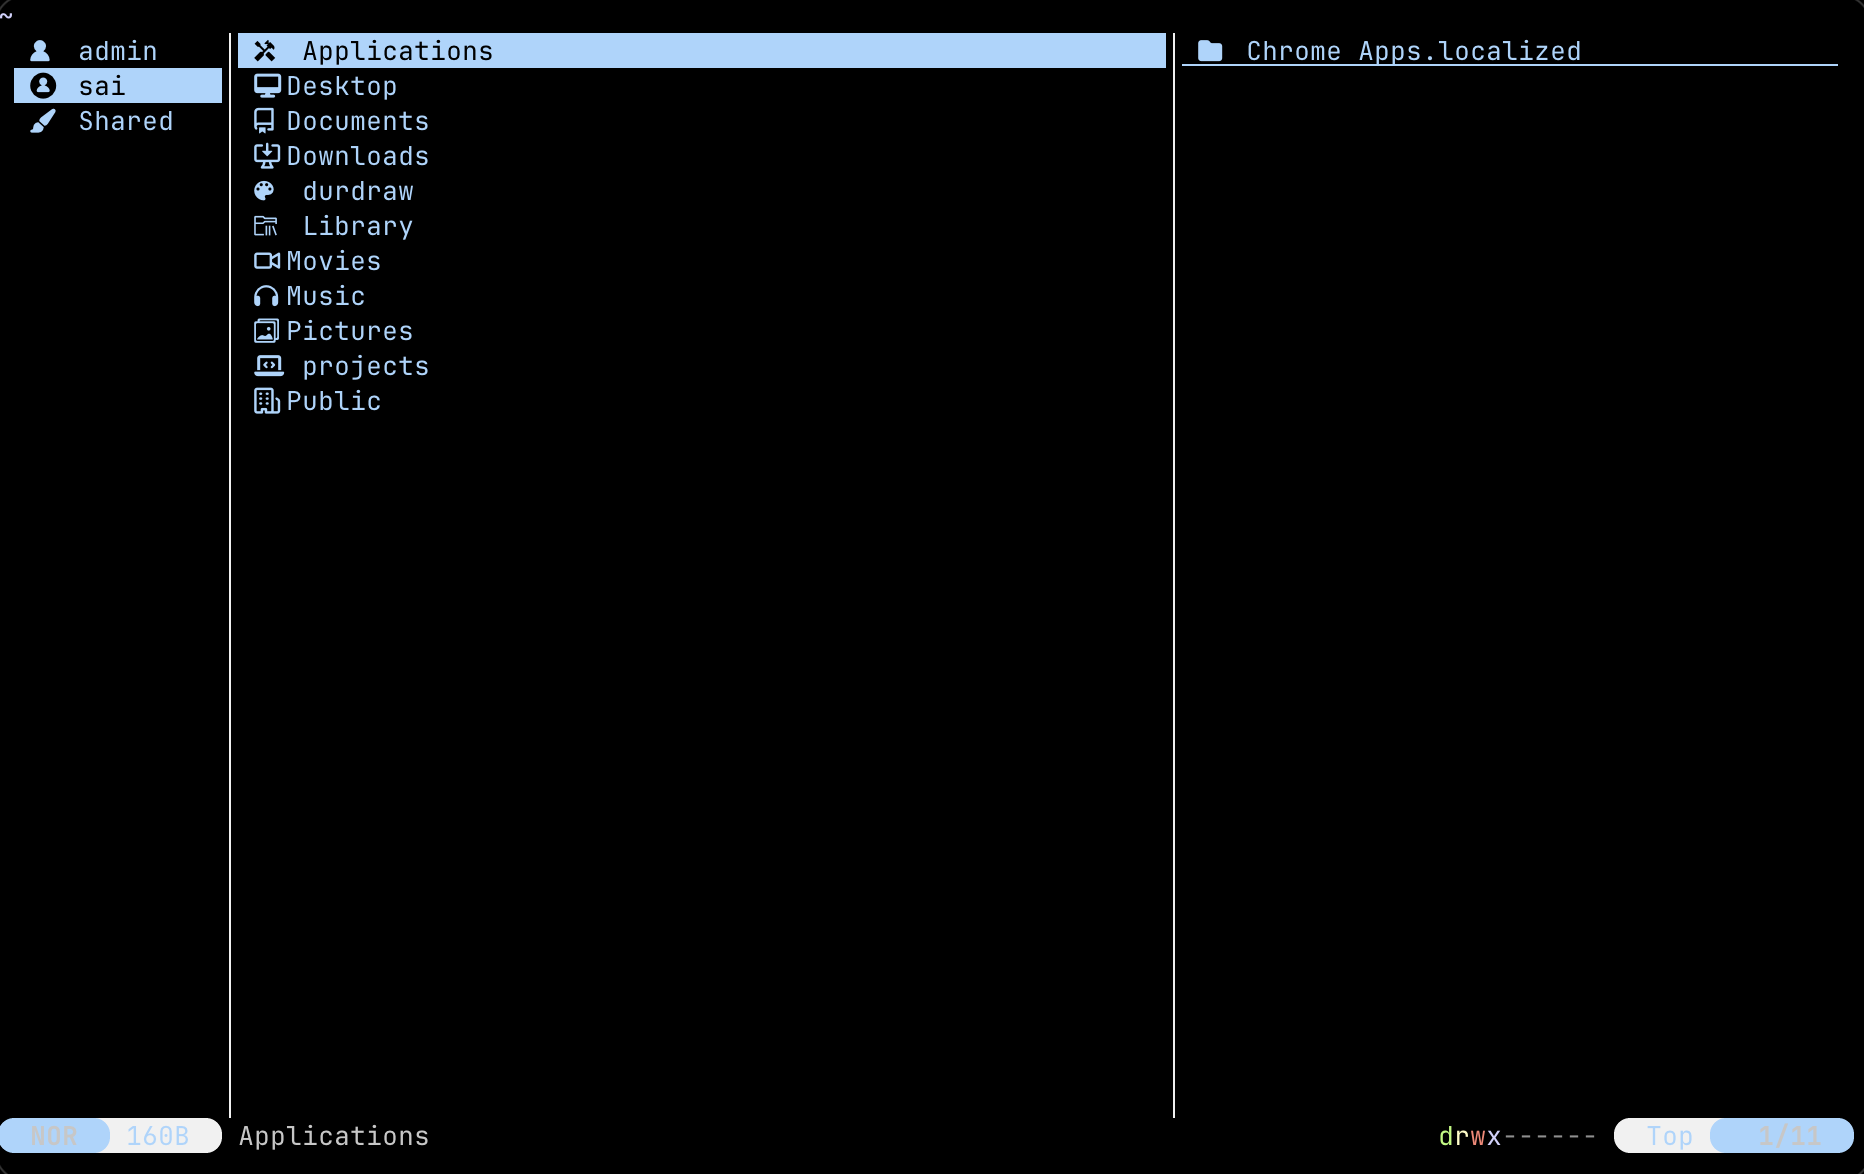 ~
admin
sai
Shared
Applications
Desktop
Documents
Downloads
durdraw
Library
Movies
Music
Pictures
projects
Public
Chrome Apps.localized
NOR 160B Applications drwx------ Top 1/11